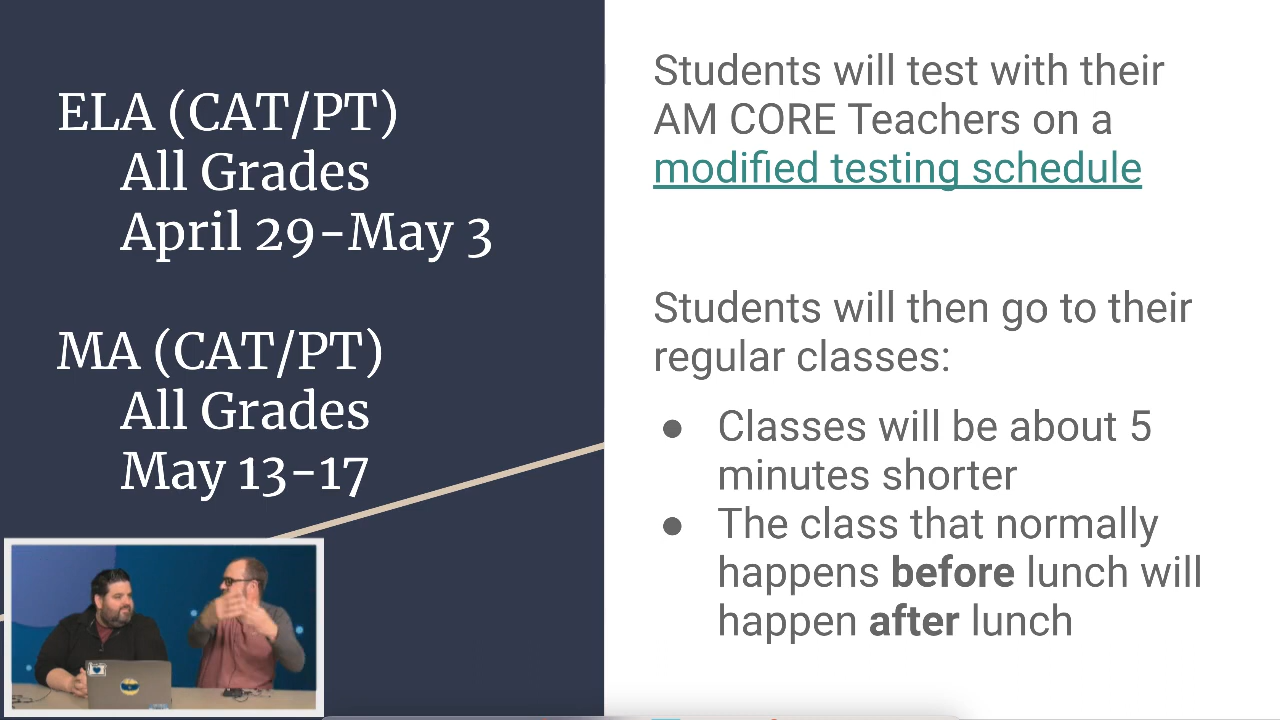 ELA (CAT/PT)
All Grades
April 29-May 3
MA (CAT/PT)
All Grades
May 13-17
Students will test with their
AM CORE Teachers on a
modified testing schedule
Students will then go to their
regular classes:
● Classes will be about 5
minutes shorter
● The class that normally
happens before lunch will
happen after lunch